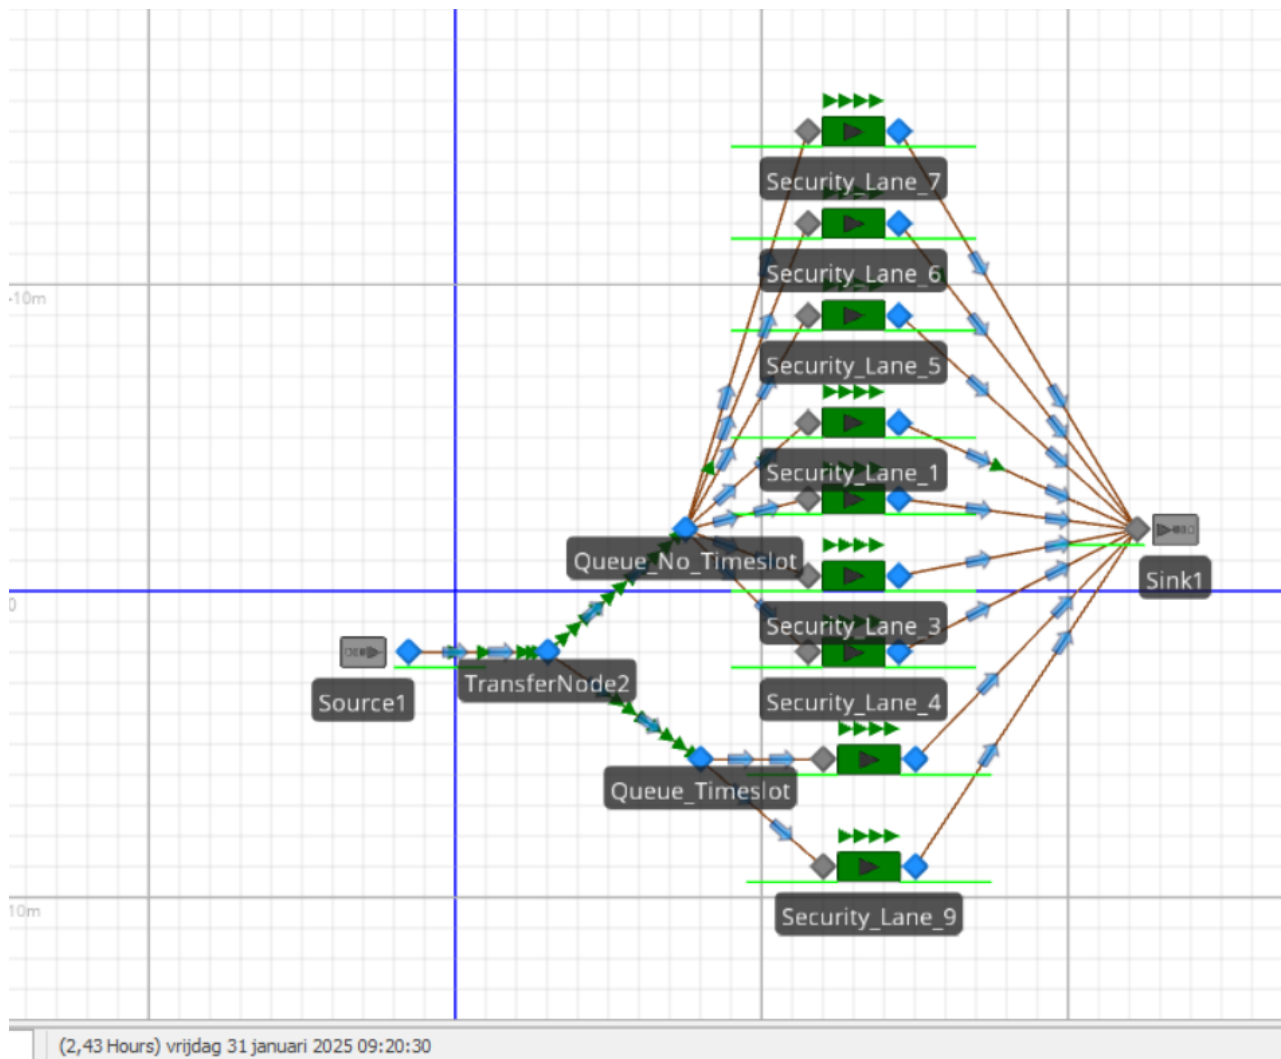 Security_Lane_7
Security_Lane_6
-10m
Security_Lane_5
Security_Lane_1
Queue_No_Timeslot
Sink1
0
Security_Lane_3
TransferNode2
Source1
Security_Lane_4
Queue_Timeslot
10m
Security_Lane_9
(2,43 Hours) vrijdag 31 januari 2025 09:20:30